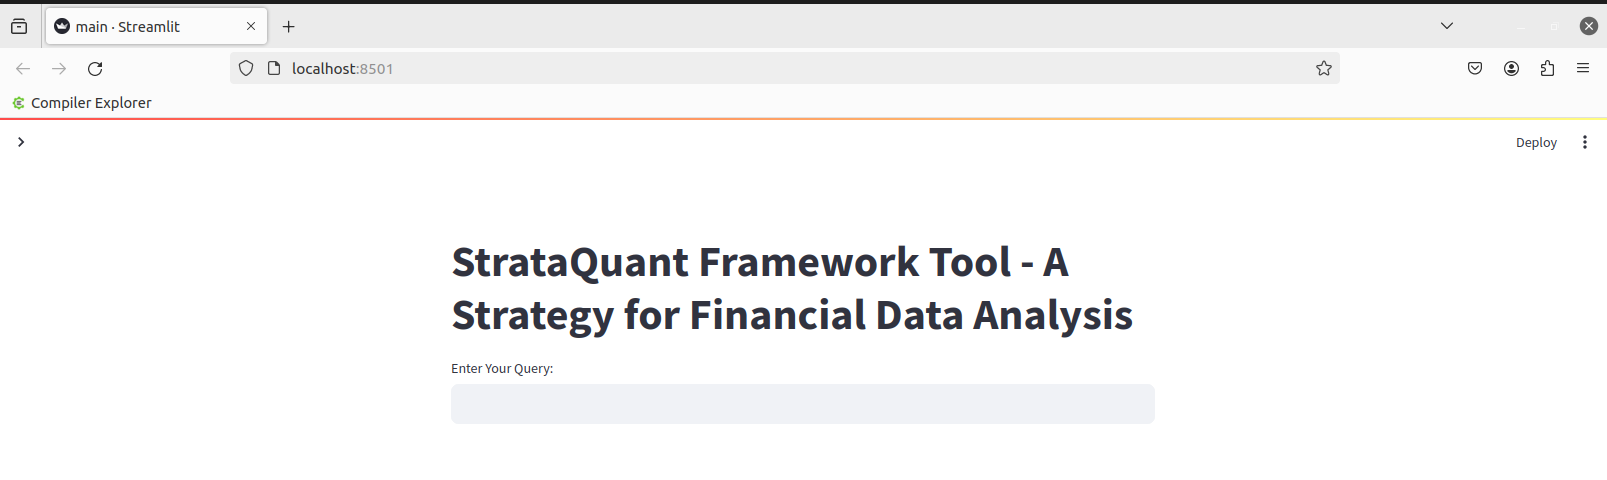 main · Streamlit
localhost:8501
Compiler Explorer
Deploy
StrataQuant Framework Tool - A
Strategy for Financial Data Analysis
Enter Your Query: